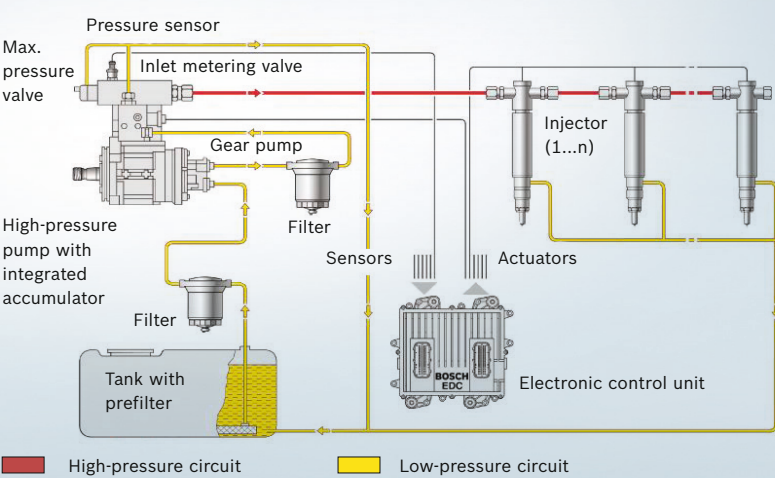 Pressure sensor
Max.
pressure
valve
Inlet metering valve
Gear pump
Injector
(1...n)
Filter
High-pressure
pump with
integrated
accumulator
Sensors
Actuators
Filter
Tank with
prefilter
BOSCH
EDC
Electronic control unit
High-pressure circuit
Low-pressure circuit